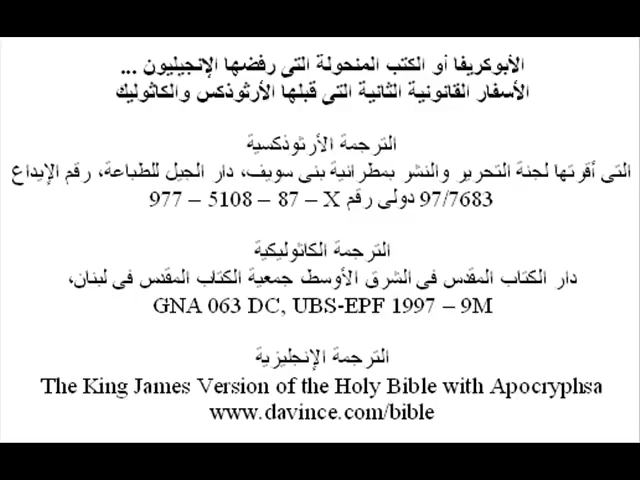 الأبوكريفا أو الكتب المنحولة التى رفضها الإنجيليون ...
الأسفار القانونية الثانية التى قبلها الأرثوذكس والكاثوليك
الترجمة الأرثوذكسية
التى أقرتها لجنة التحرير والنشر بمطرانية بنى سويف، دار الجيل للطباعة، رقم الإيداع
97/7683 دولى رقم 977 – 5108 – 87 – X
الترجمة الكاثوليكية
دار الكتاب المقدس فى الشرق الأوسط جمعية الكتاب المقدس فى لبنان،
GNA 063 DC, UBS-EPF 1997 – 9M
الترجمة الإنجليزية
The King James Version of the Holy Bible with Apocryphsa
www.davince.com/bible